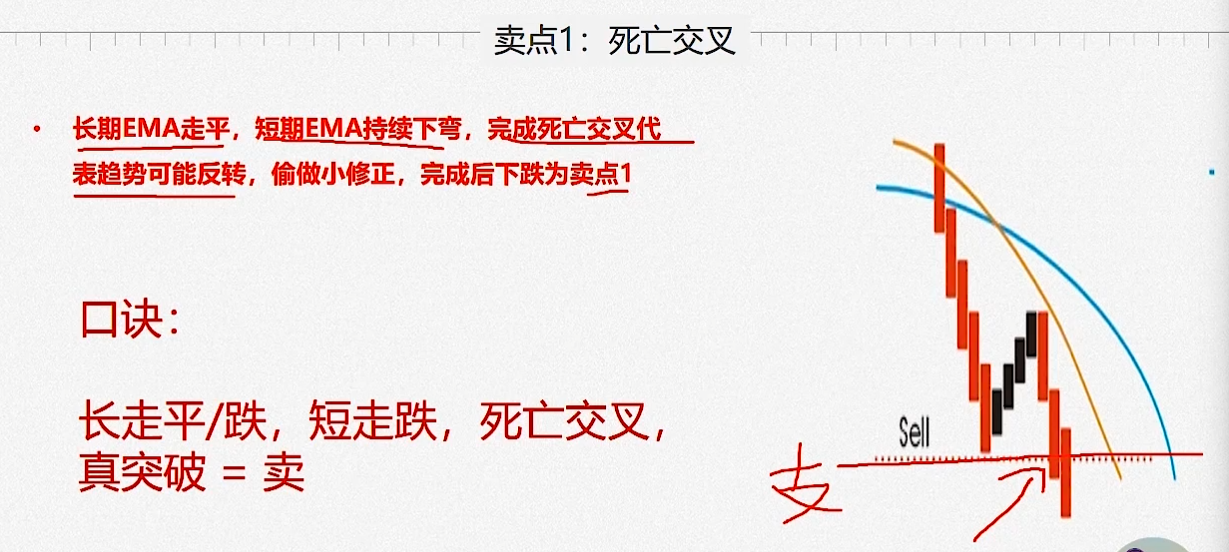 卖点1：死亡交叉
• 长期EMA走平，短期EMA持续下弯，完成死亡交叉代
表趋势可能反转，偷做小修正，完成后下跌为卖点1
口诀：
长走平/跌，短走跌，死亡交叉，
真突破 = 卖
Sell
支